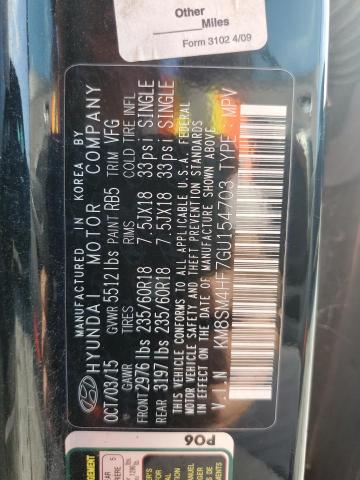 Other
Miles
Form 3102 4/09
MANUFACTURED IN KOREA BY
HYUNDAI MOTOR COMPANY
OCT/03/15 GVWR 5512 lbs PAINT RB5 TRIM VFG
GAWR TIRES RIMS COLD TIRE INFL
FRONT 2976 lbs 235/60R18 7.5JX18 33psi SINGLE
REAR 3197 lbs 235/60R18 7.5JX18 33psi SINGLE
THIS VEHICLE CONFORMS TO ALL APPLICABLE U.S.A. FEDERAL
MOTOR VEHICLE SAFETY AND THEFT PREVENTION STANDARDS
IN EFFECT ON THE DATE OF MANUFACTURE SHOWN ABOVE.
V.I.N : KM8SM4HF7GU154703 TYPE : MPV
P06